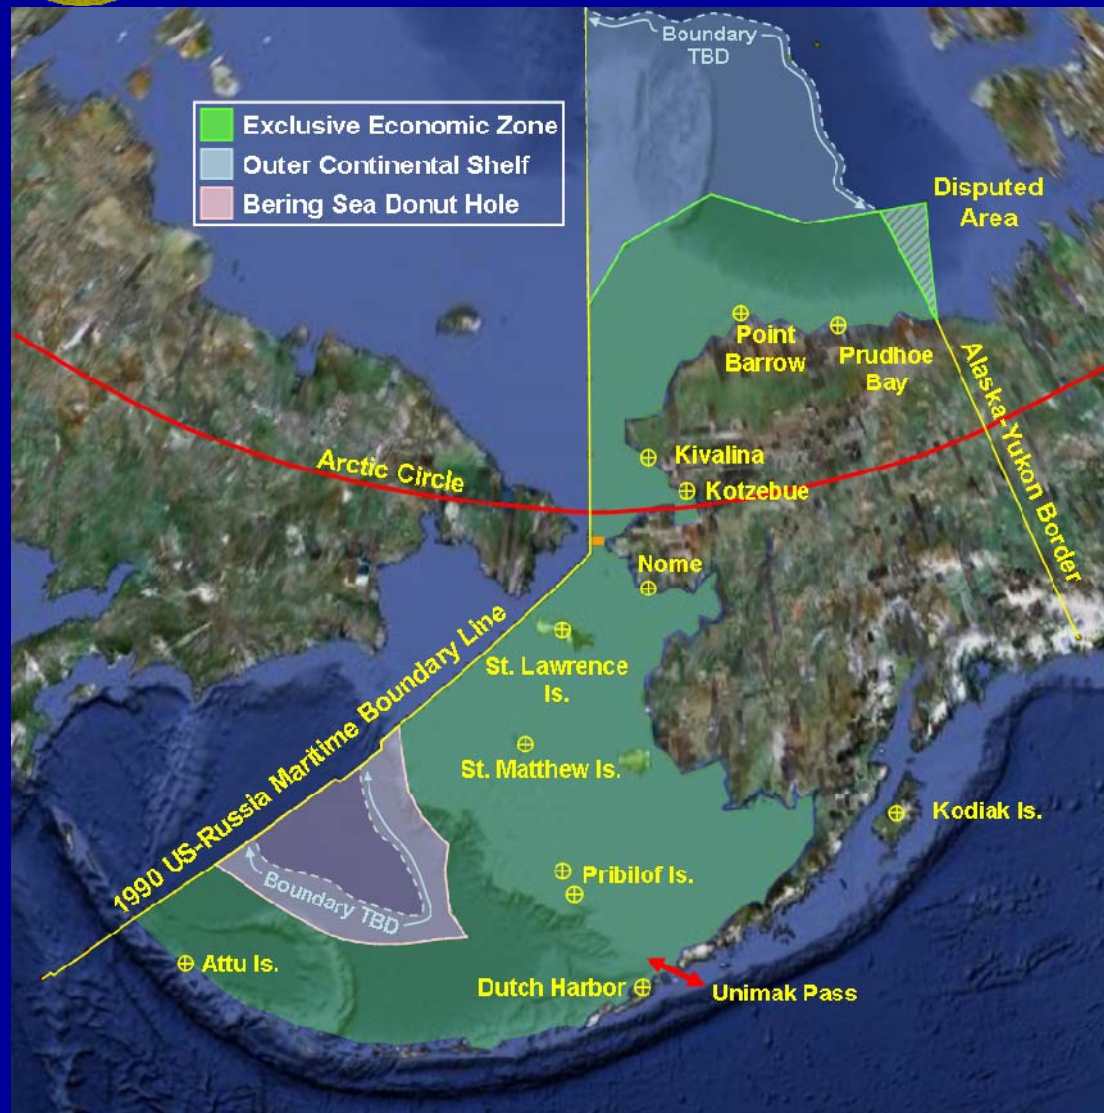 Boundary
TBD
Exclusive Economic Zone
Outer Continental Shelf
Bering Sea Donut Hole
Disputed
Area
Point
Barrow
Prudhoe
Bay
Alaska-Yukon Border
Arctic Circle
Kivalina
Kotzebue
Nome
St. Lawrence
Is.
1990 US-Russia Maritime Boundary Line
St. Matthew Is.
Kodiak Is.
Pribilof Is.
Boundary TBD
Attu Is.
Dutch Harbor
Unimak Pass